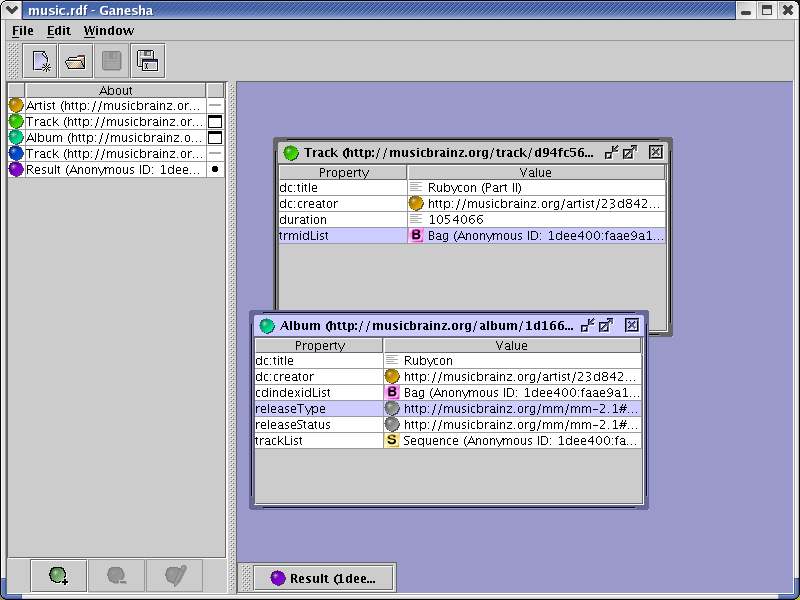 music.rdf - Ganesha
File Edit Window
About
Artist (http://musicbrainz.or...
Track (http://musicbrainz.or...
Album (http://musicbrainz.o...
Track (http://musicbrainz.or...
Result (Anonymous ID: 1dee...
Track (http://musicbrainz.org/track/d94fc56...
Property Value
dc:title Rubycon (Part II)
dc:creator http://musicbrainz.org/artist/23d842...
duration 1054066
trmidList B Bag (Anonymous ID: 1dee400:faae9a1...
Album (http://musicbrainz.org/album/1d166...
Property Value
dc:title Rubycon
dc:creator http://musicbrainz.org/artist/23d842...
cdindexidList B Bag (Anonymous ID: 1dee400:faae9a1...
releaseType http://musicbrainz.org/mm/mm-2.1#...
releaseStatus http://musicbrainz.org/mm/mm-2.1#...
trackList S Sequence (Anonymous ID: 1dee400:fa...
Result (1dee...